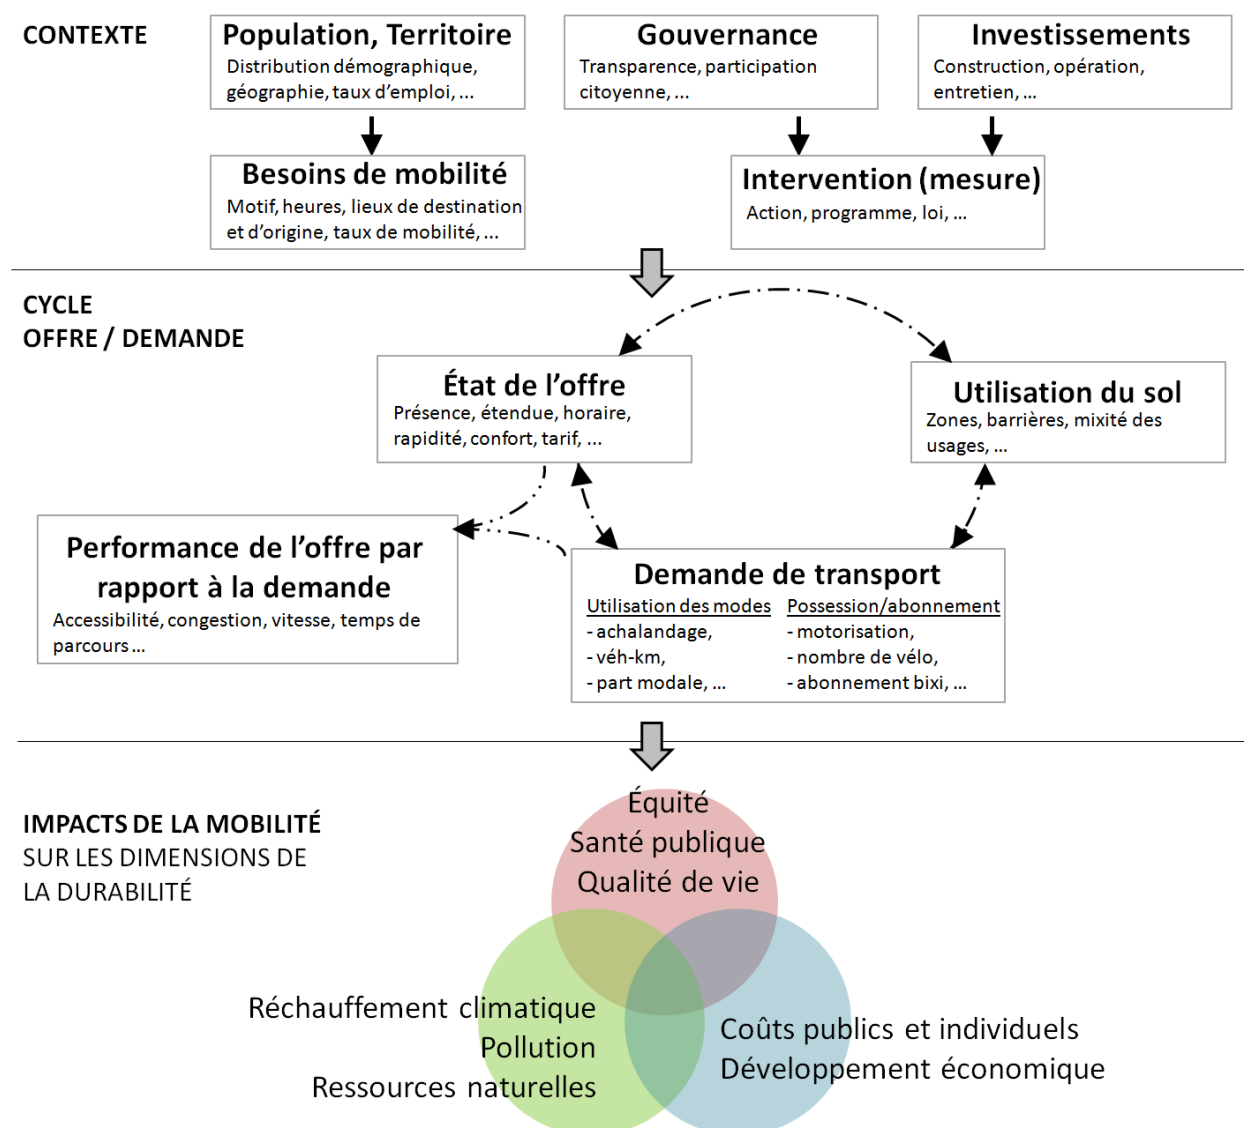 CONTEXTE
Population, Territoire
Distribution démographique,
géographie, taux d'emploi, ...
Gouvernance
Transparence, participation
citoyenne, ...
Investissements
Construction, opération,
entretien, ...
Besoins de mobilité
Motif, heures, lieux de destination
et d'origine, taux de mobilité, ...
Intervention (mesure)
Action, programme, loi, ...
CYCLE
OFFRE / DEMANDE
État de l'offre
Présence, étendue, horaire,
rapidité, confort, tarif, ...
Utilisation du sol
Zones, barrières, mixité des
usages, ...
Performance de l'offre par
rapport à la demande
Accessibilité, congestion, vitesse, temps de
parcours ...
Demande de transport
Utilisation des modes
- achalandage,
- véh-km,
- part modale, ...
Possession/abonnement
- motorisation,
- nombre de vélo,
- abonnement bixi, ...
IMPACTS DE LA MOBILITÉ
SUR LES DIMENSIONS DE
LA DURABILITÉ
Équité
Santé publique
Qualité de vie
Réchauffement climatique
Pollution
Ressources naturelles
Coûts publics et individuels
Développement économique